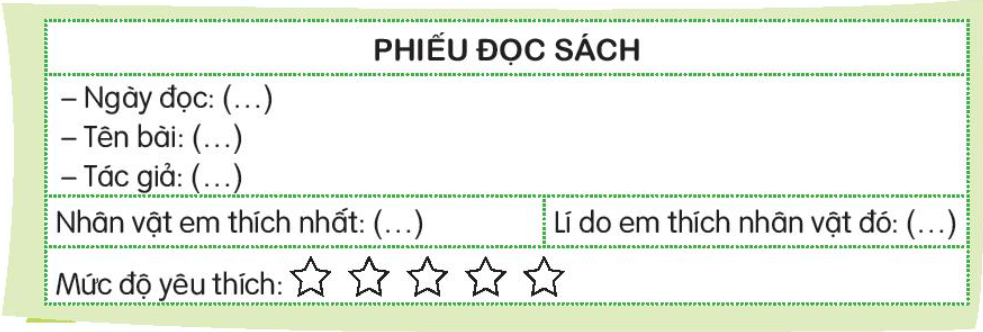 PHIẾU ĐỌC SÁCH
– Ngày đọc: (...)
– Tên bài: (...)
– Tác giả: (...)
Nhân vật em thích nhất: (...)
Lí do em thích nhân vật đó: (...)
Mức độ yêu thích: